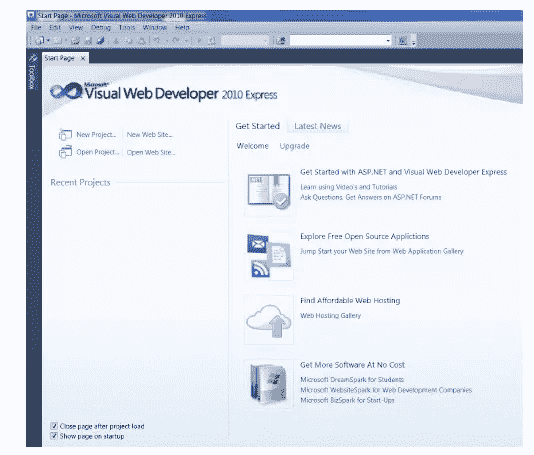 Start Page - Microsoft Visual Web Developer 2010 Express
File Edit View Debug Tools Window Help
Toolbox
Start Page
Microsoft
Visual Web Developer 2010 Express
New Project... New Web Site...
Open Project... Open Web Site...
Recent Projects
Get Started Latest News
Welcome Upgrade
Get Started with ASP.NET and Visual Web Developer Express
Learn using Video's and Tutorials
Ask Questions, Get Answers on ASP.NET Forums
Explore Free Open Source Applictions
Jump Start your Web Site from Web Application Gallery
Find Affordable Web Hosting
Web Hosting Gallery
Get More Software At No Cost
Microsoft DreamSpark for Students
Microsoft WebsiteSpark for Web Development Companies
Microsoft BizSpark for Start-Ups
Close page after project load
Show page on startup